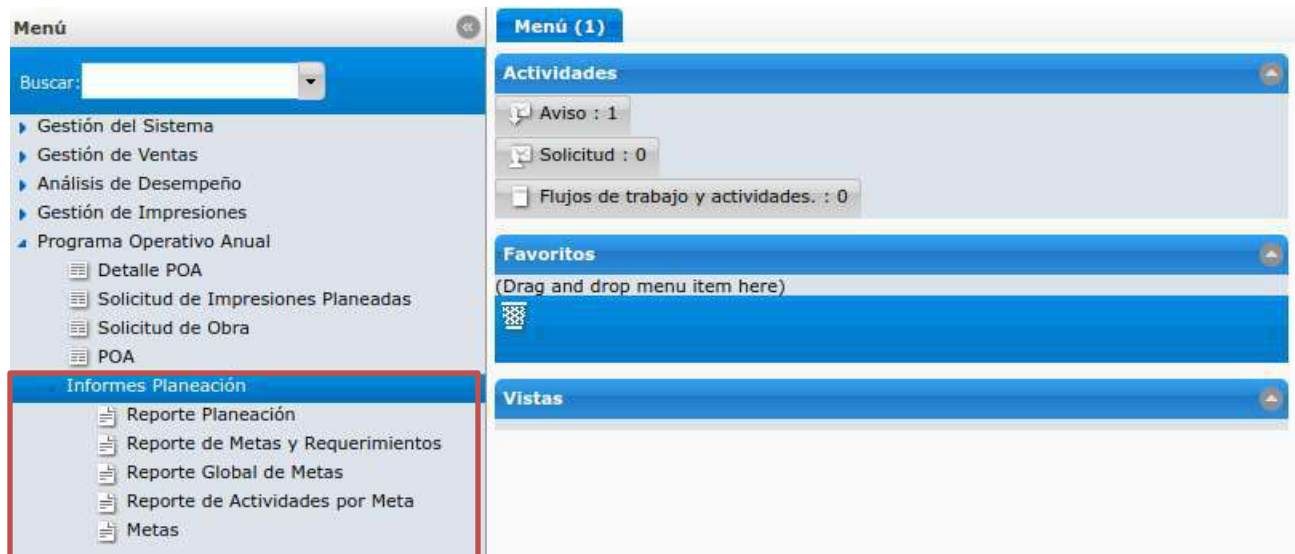 Menú
Buscar:
Gestión del Sistema
Gestión de Ventas
Análisis de Desempeño
Gestión de Impresiones
Programa Operativo Anual
Detalle POA
Solicitud de Impresiones Planeadas
Solicitud de Obra
POA
Informes Planeación
Reporte Planeación
Reporte de Metas y Requerimientos
Reporte Global de Metas
Reporte de Actividades por Meta
Metas
Menú (1)
Actividades
Aviso : 1
Solicitud : 0
Flujos de trabajo y actividades. : 0
Favoritos
(Drag and drop menu item here)
Vistas